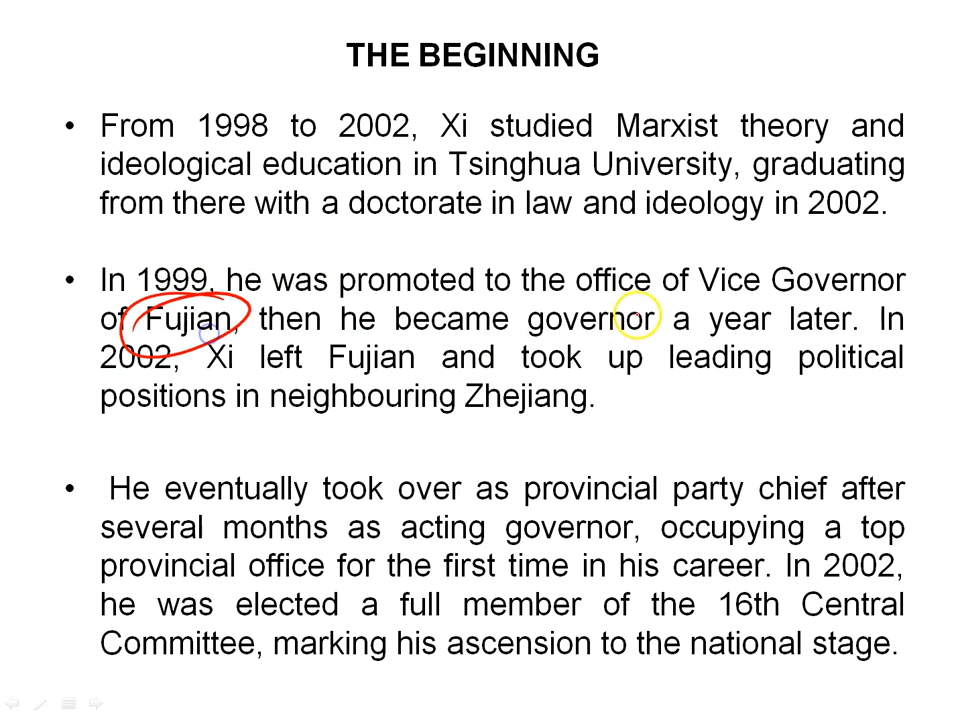 THE BEGINNING
• From 1998 to 2002, Xi studied Marxist theory and
ideological education in Tsinghua University, graduating
from there with a doctorate in law and ideology in 2002.
• In 1999, he was promoted to the office of Vice Governor
of Fujian, then he became governor a year later. In
2002, Xi left Fujian and took up leading political
positions in neighbouring Zhejiang.
• He eventually took over as provincial party chief after
several months as acting governor, occupying a top
provincial office for the first time in his career. In 2002,
he was elected a full member of the 16th Central
Committee, marking his ascension to the national stage.